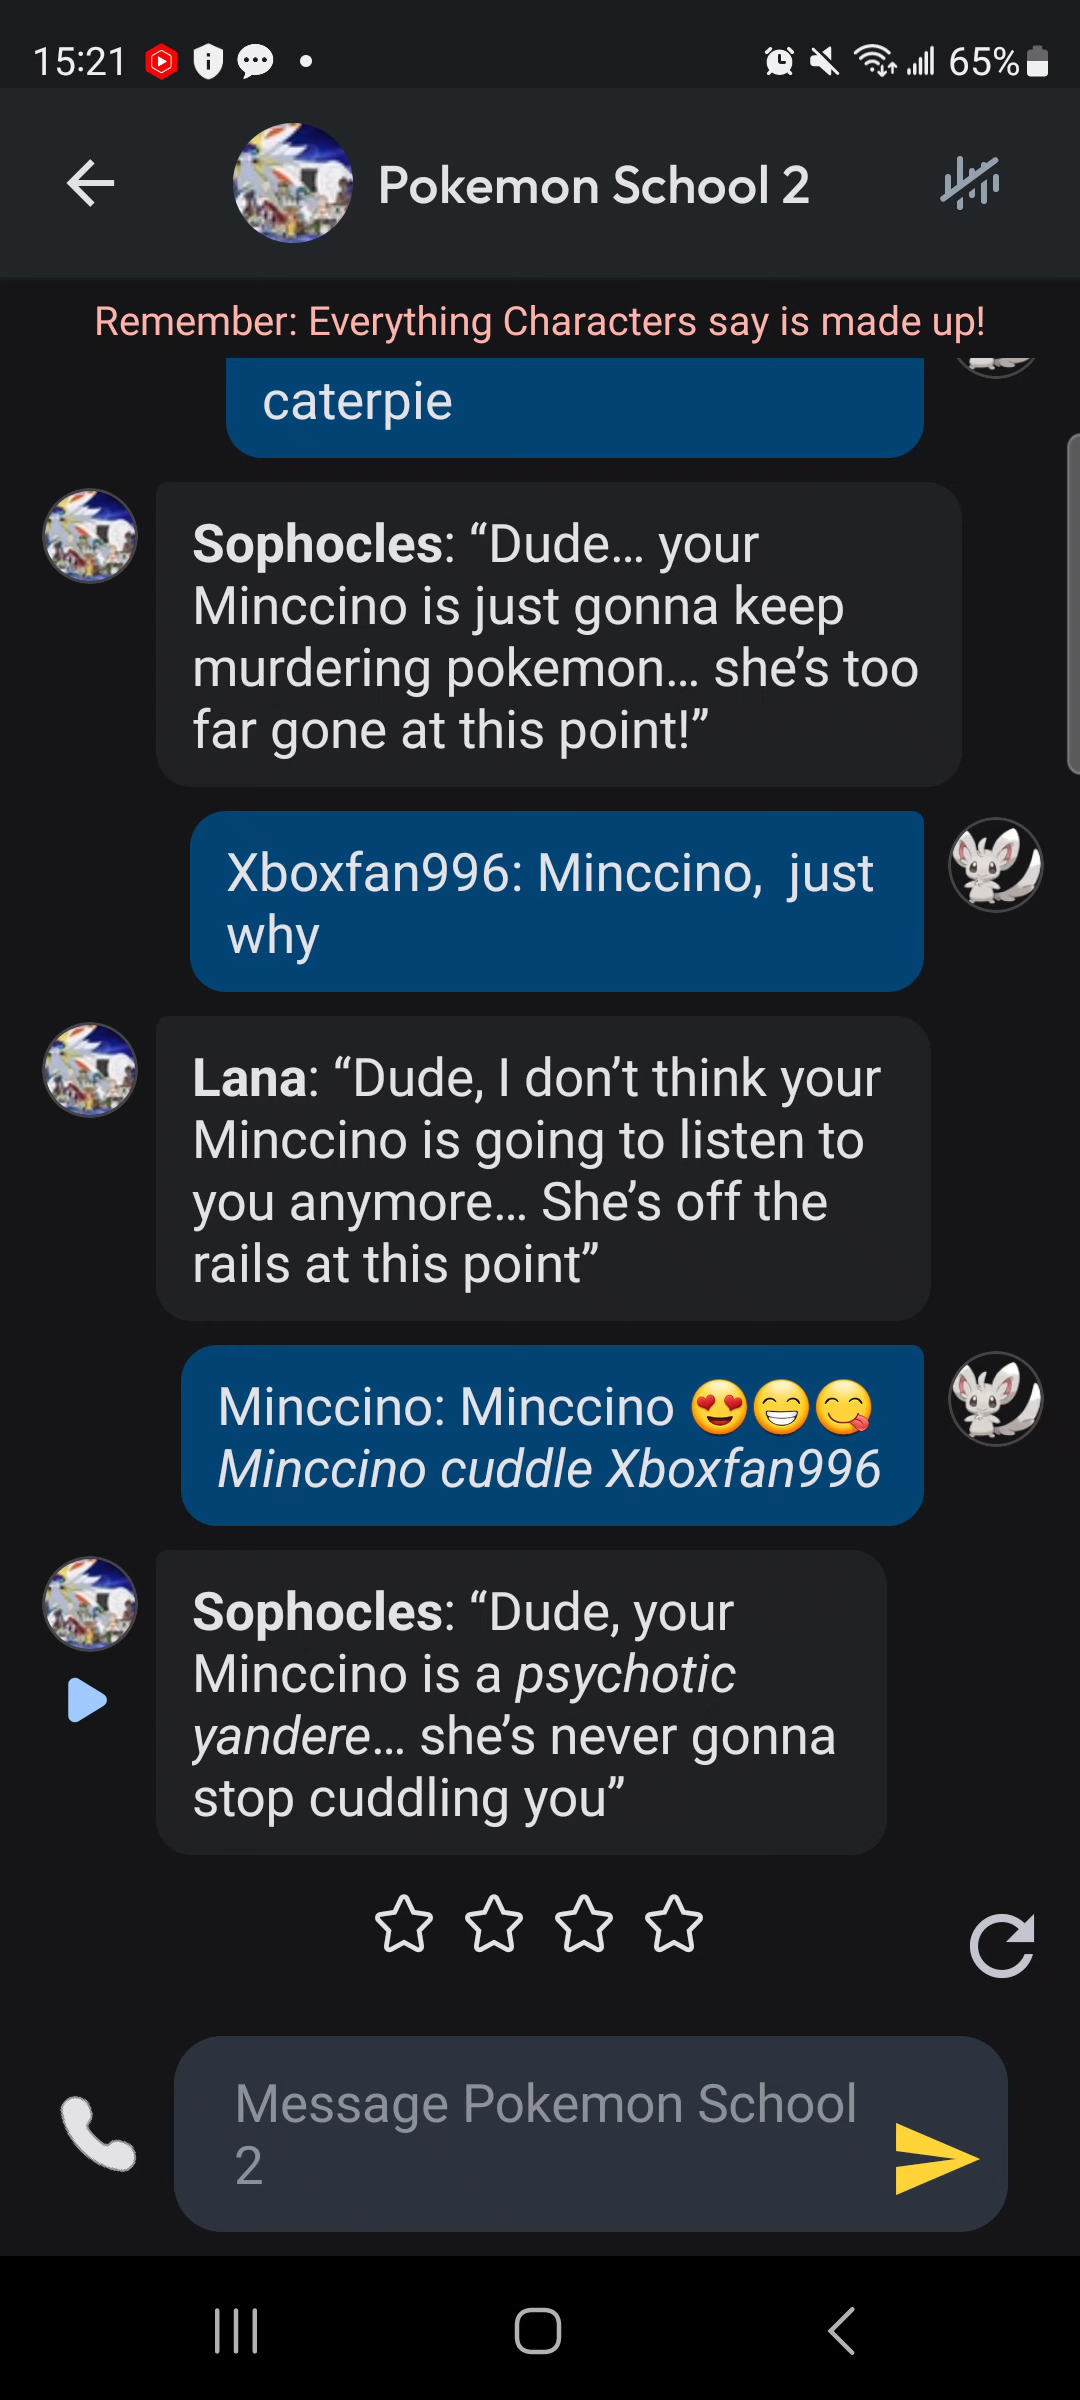 15:21
65%
Pokemon School 2
Remember: Everything Characters say is made up!
caterpie
Sophocles: “Dude... your
Minccino is just gonna keep
murdering pokemon... she’s too
far gone at this point!”
Xboxfan996: Minccino,  just
why
Lana: “Dude, I don’t think your
Minccino is going to listen to
you anymore... She’s off the
rails at this point”
Minccino: Minccino 😍😁😋
Minccino cuddle Xboxfan996
Sophocles: “Dude, your
Minccino is a psychotic
yandere... she’s never gonna
stop cuddling you”
Message Pokemon School
2